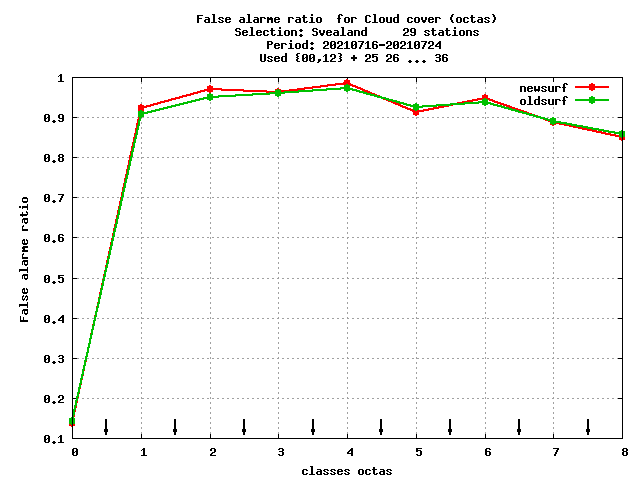 False alarme ratio  for Cloud cover (octas)
Selection: Svealand     29 stations
Period: 20210716-20210724
Used {00,12} + 25 26 ... 36
newsurf
oldsurf
1
0.9
0.8
0.7
0.6
0.5
0.4
0.3
0.2
0.1
False alarme ratio
0 1 2 3 4 5 6 7 8
classes octas